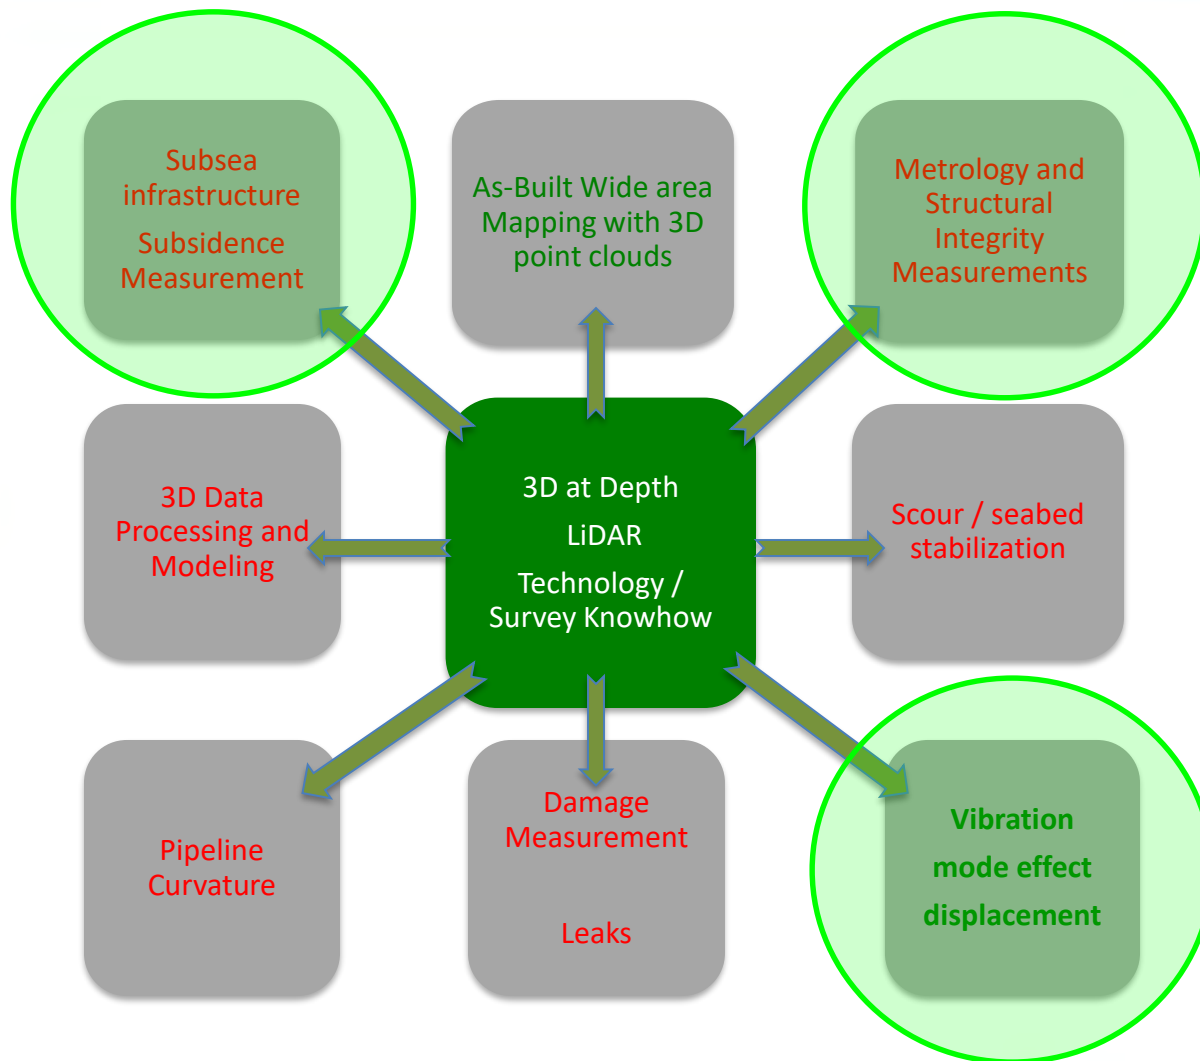 Subsea
infrastructure
Subsidence
Measurement
As-Built Wide area
Mapping with 3D
point clouds
Metrology and
Structural
Integrity
Measurements
3D Data
Processing and
Modeling
3D at Depth
LiDAR
Technology /
Survey Knowhow
Scour / seabed
stabilization
Pipeline
Curvature
Damage
Measurement
Leaks
Vibration
mode effect
displacement